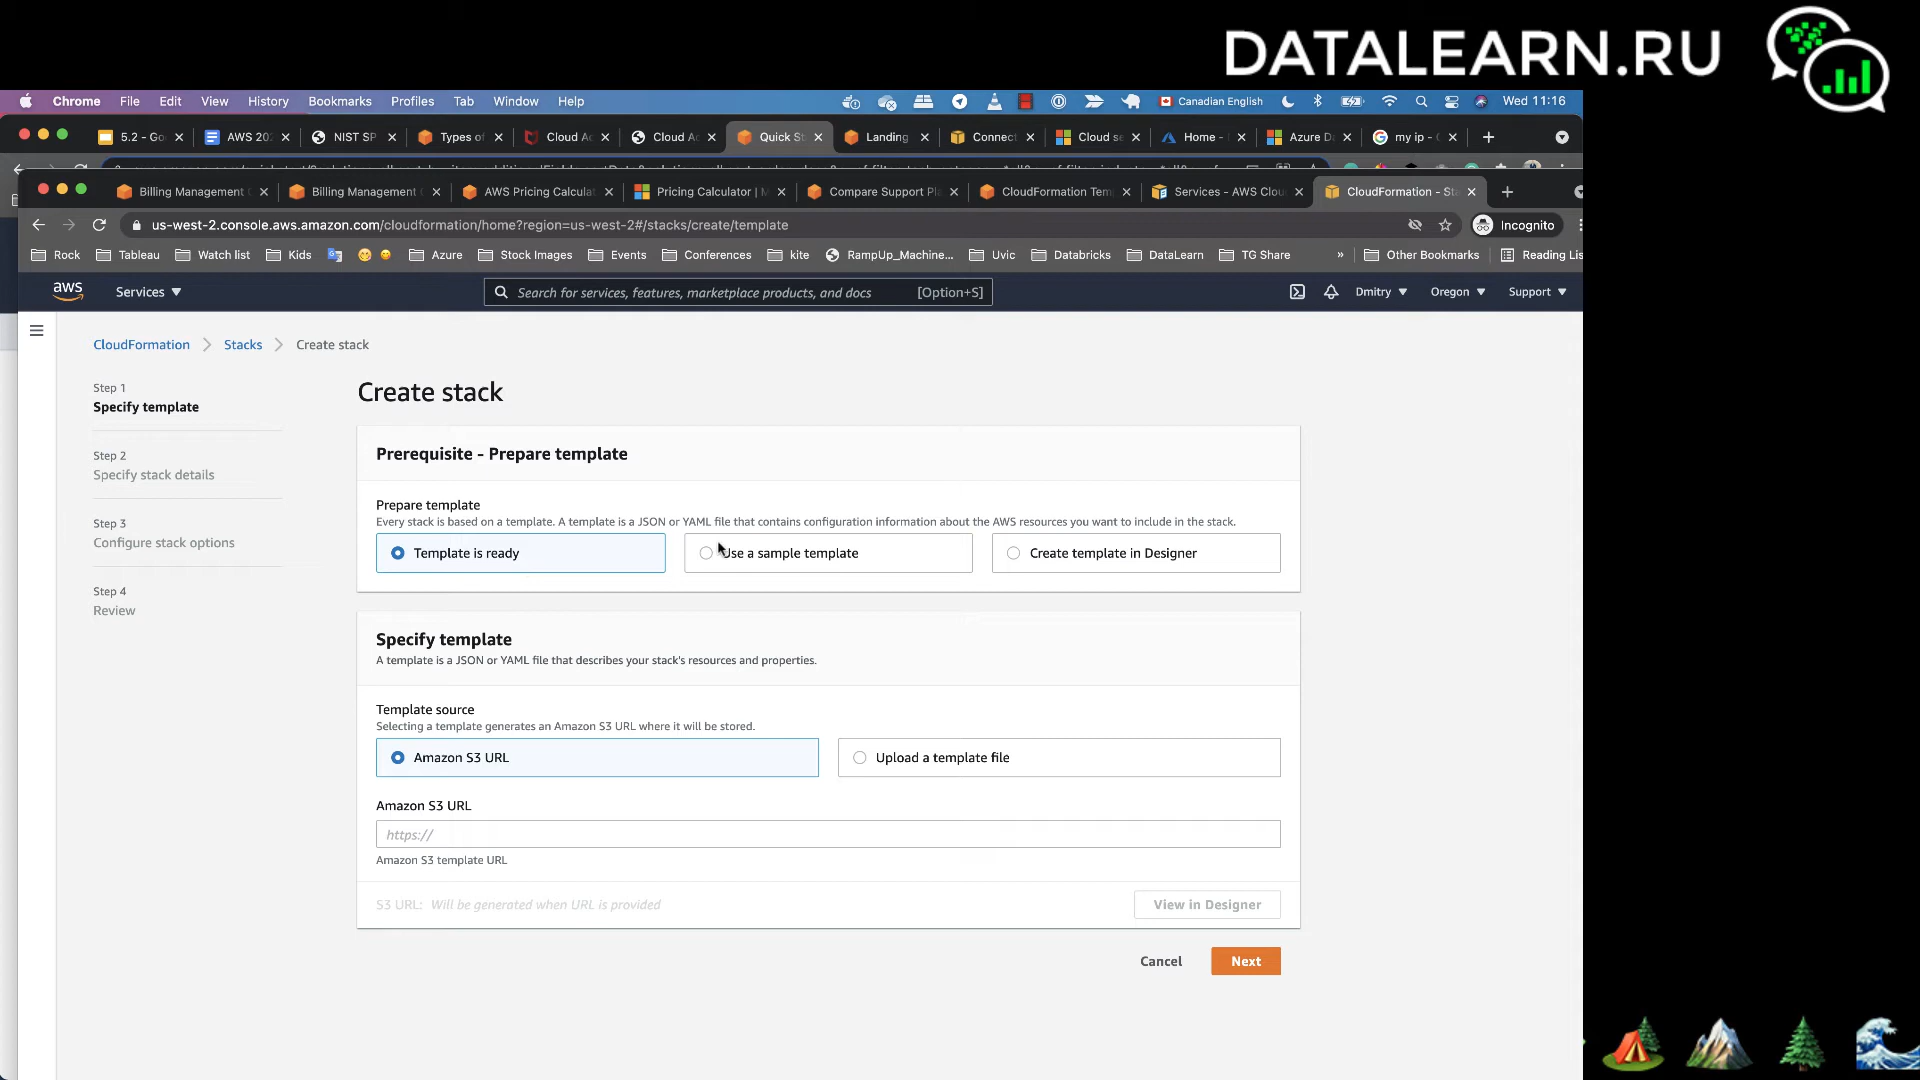 DATALEARN.RU
Chrome File Edit View History Bookmarks Profiles Tab Window Help Canadian English Wed 11:16
5.2 - Go AWS 202 NIST SP Types of Cloud A Cloud A Quick S Landing Connect Cloud se Home - Azure D my ip -
Billing Management Billing Management AWS Pricing Calcula Pricing Calculator | M Compare Support Pl CloudFormation Tem Services - AWS Clou CloudFormation - Sta
us-west-2.console.aws.amazon.com/cloudformation/home?region=us-west-2#/stacks/create/template Incognito
Rock Tableau Watch list Kids Azure Stock Images Events Conferences kite RampUp_Machine... Uvic Databricks DataLearn TG Share » Other Bookmarks Reading Lis
aws Services Search for services, features, marketplace products, and docs [Option+S] Dmitry Oregon Support
CloudFormation Stacks Create stack
Step 1
Specify template
Step 2
Specify stack details
Step 3
Configure stack options
Step 4
Review
Create stack
Prerequisite - Prepare template
Prepare template
Every stack is based on a template. A template is a JSON or YAML file that contains configuration information about the AWS resources you want to include in the stack.
Template is ready Use a sample template Create template in Designer
Specify template
A template is a JSON or YAML file that describes your stack's resources and properties.
Template source
Selecting a template generates an Amazon S3 URL where it will be stored.
Amazon S3 URL Upload a template file
Amazon S3 URL
https://
Amazon S3 template URL
S3 URL: Will be generated when URL is provided View in Designer
Cancel Next